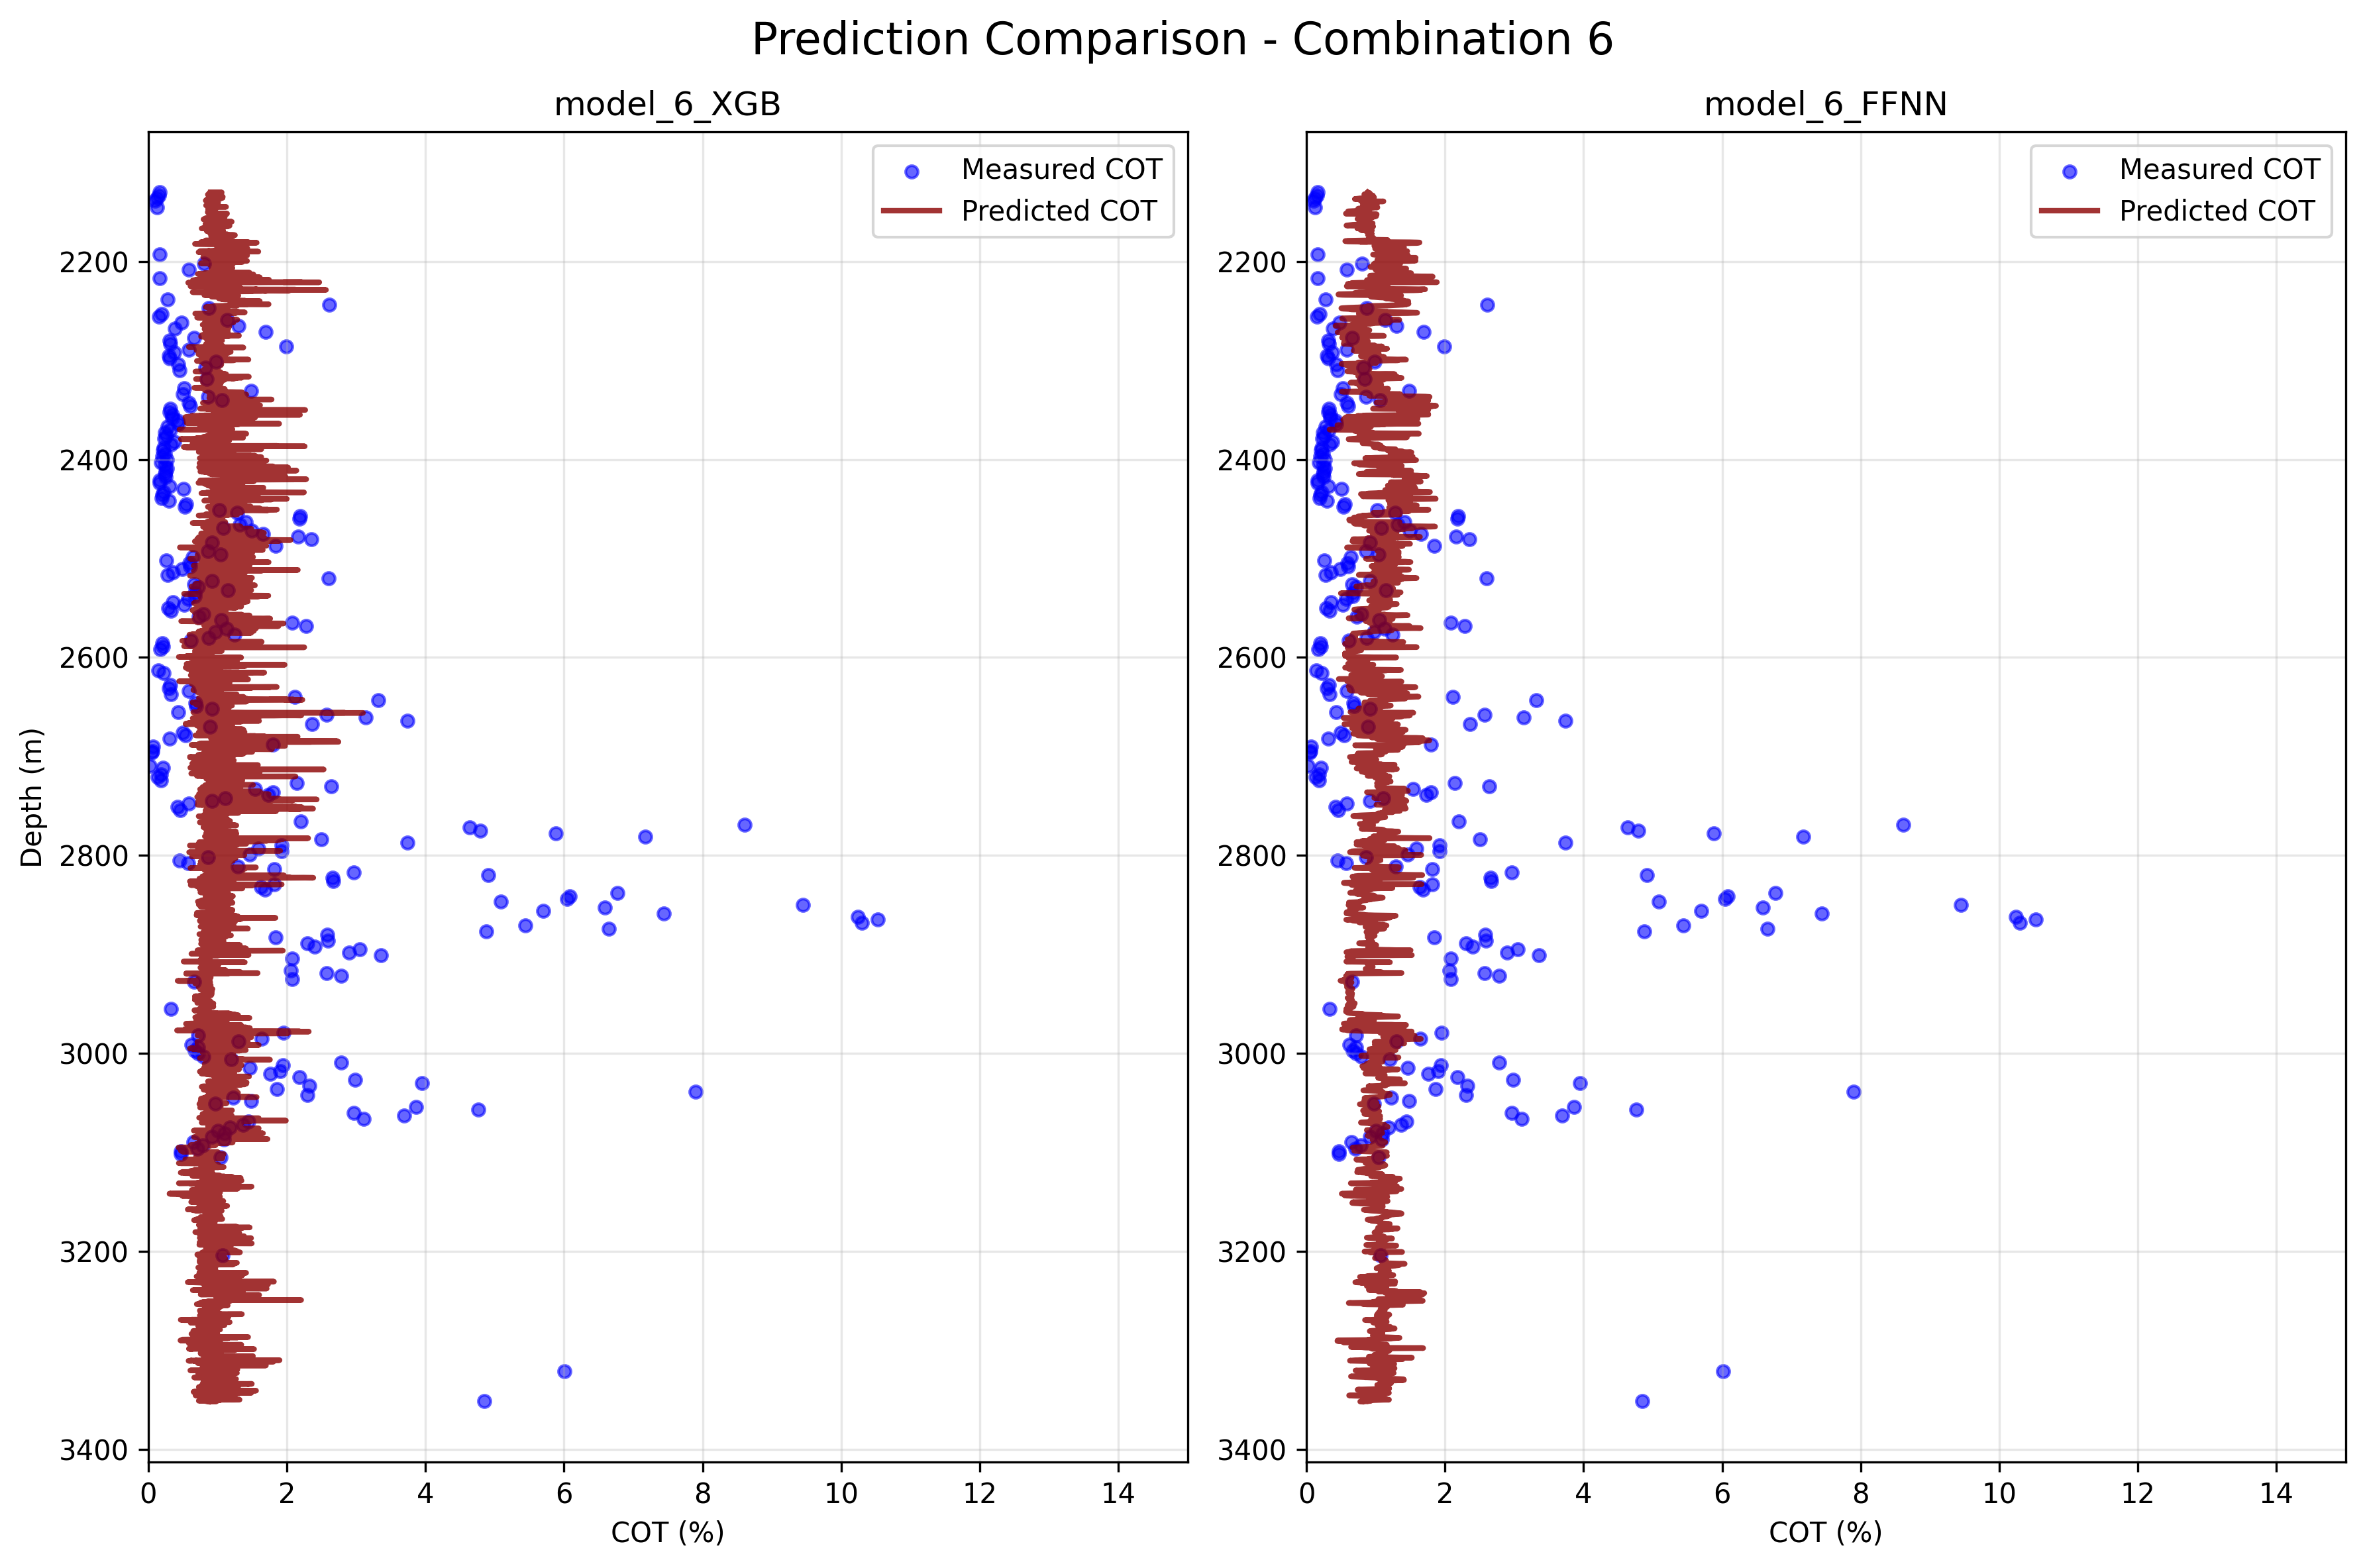 Prediction Comparison - Combination 6
model_6_XGB
Measured COT
Predicted COT
2200
2400
2600
2800
3000
3200
3400
Depth (m)
0 2 4 6 8 10 12 14
COT (%)
model_6_FFNN
Measured COT
Predicted COT
2200
2400
2600
2800
3000
3200
3400
0 2 4 6 8 10 12 14
COT (%)